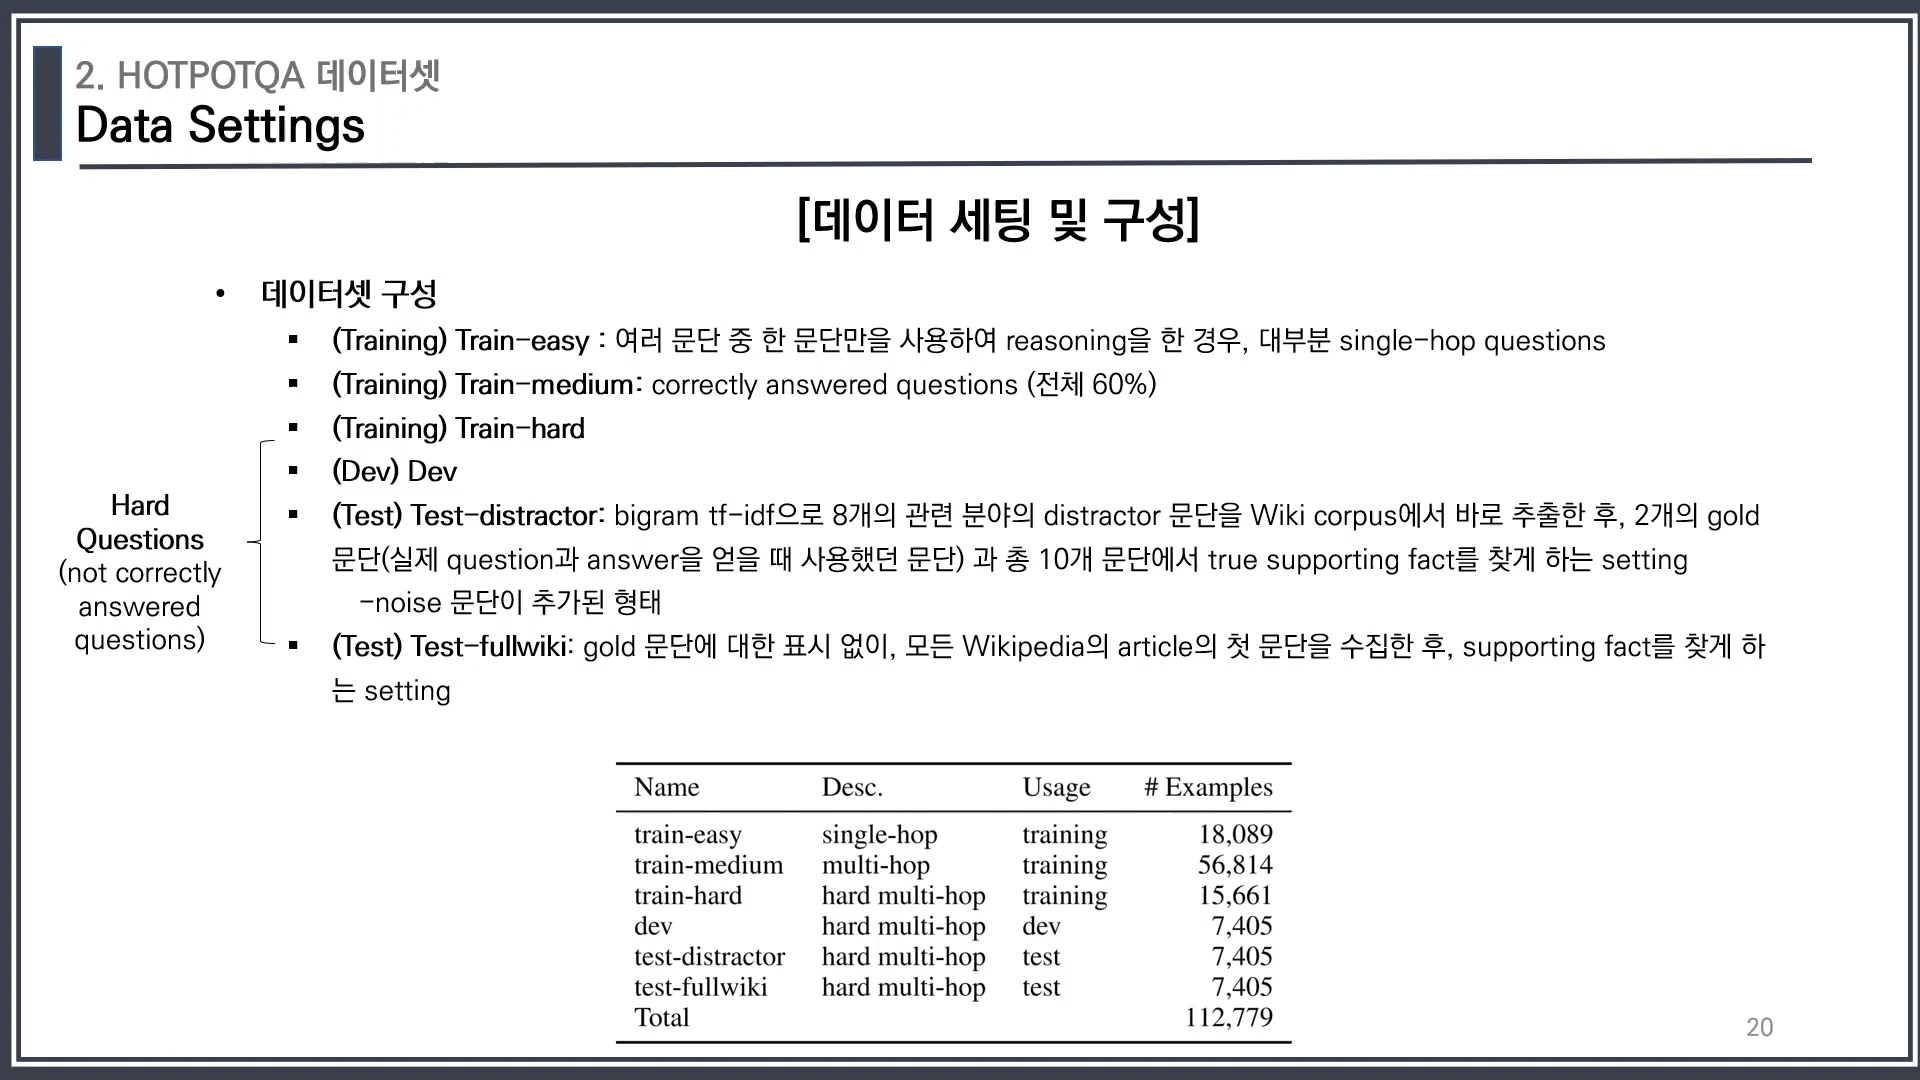 2. HOTPOTQA 데이터셋
Data Settings
[데이터 세팅 및 구성]
• 데이터셋 구성
▪ (Training) Train-easy : 여러 문단 중 한 문단만을 사용하여 reasoning을 한 경우, 대부분 single-hop questions
▪ (Training) Train-medium: correctly answered questions (전체 60%)
▪ (Training) Train-hard
▪ (Dev) Dev
▪ (Test) Test-distractor: bigram tf-idf으로 8개의 관련 분야의 distractor 문단을 Wiki corpus에서 바로 추출한 후, 2개의 gold
문단(실제 question과 answer을 얻을 때 사용했던 문단) 과 총 10개 문단에서 true supporting fact를 찾게 하는 setting
-noise 문단이 추가된 형태
▪ (Test) Test-fullwiki: gold 문단에 대한 표시 없이, 모든 Wikipedia의 article의 첫 문단을 수집한 후, supporting fact를 찾게 하
는 setting
Hard
Questions
(not correctly
answered
questions)
Name Desc. Usage # Examples
train-easy single-hop training 18,089
train-medium multi-hop training 56,814
train-hard hard multi-hop training 15,661
dev hard multi-hop dev 7,405
test-distractor hard multi-hop test 7,405
test-fullwiki hard multi-hop test 7,405
Total 112,779
20